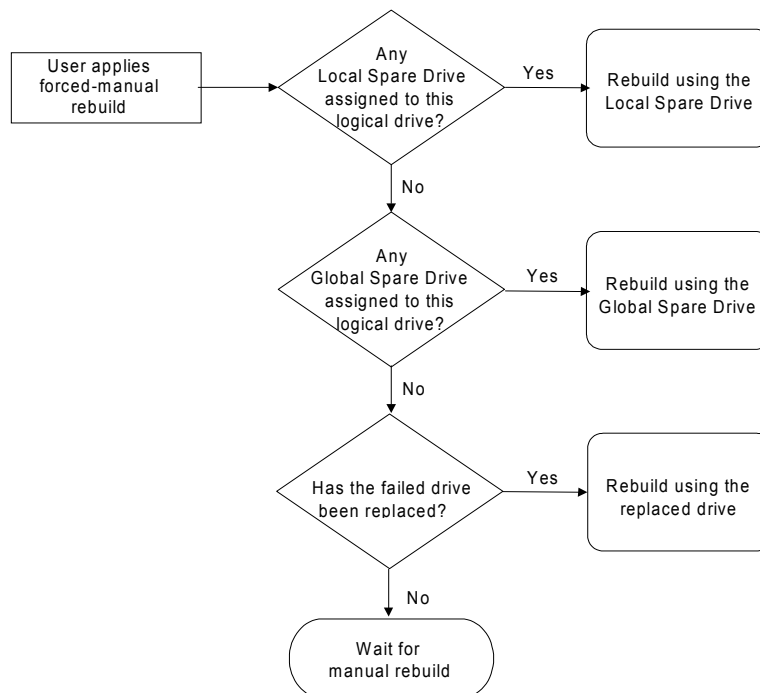 User applies
forced-manual
rebuild
Any
Local Spare Drive
assigned to this
logical drive?
Yes
Rebuild using the
Local Spare Drive
No
Any
Global Spare Drive
assigned to this
logical drive?
Yes
Rebuild using the
Global Spare Drive
No
Has the failed drive
been replaced?
Yes
Rebuild using the
replaced drive
No
Wait for
manual rebuild